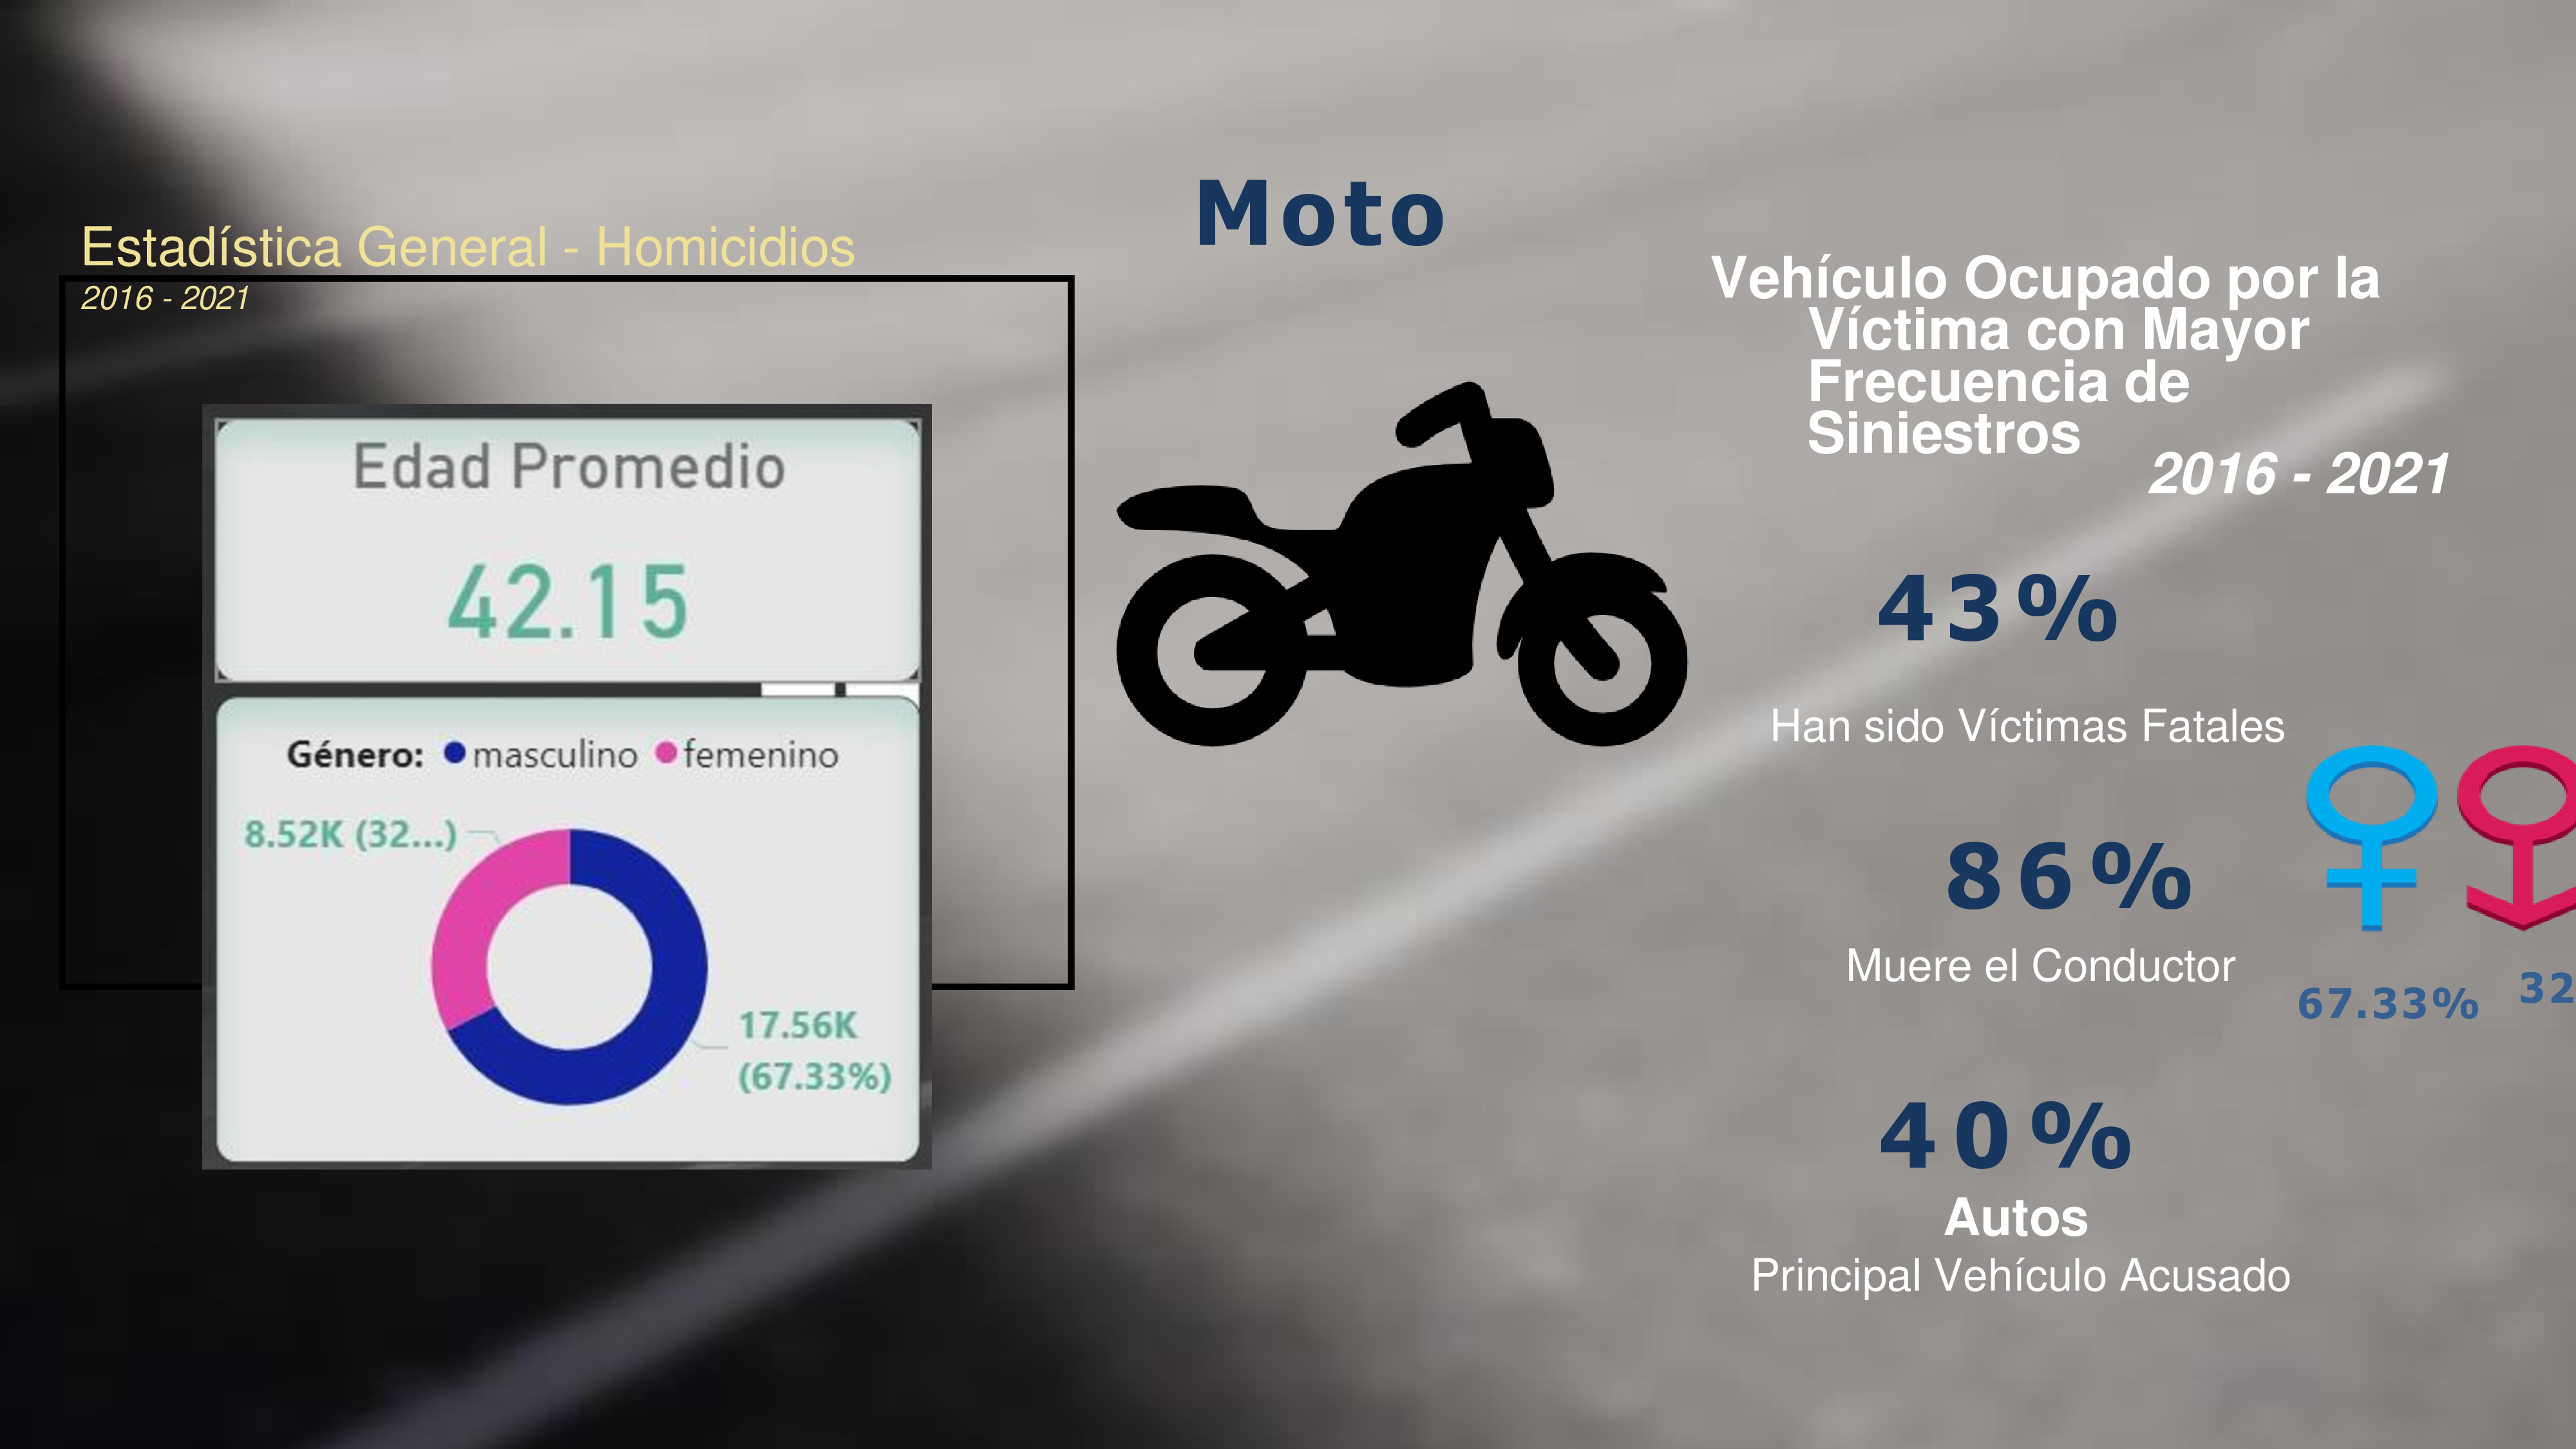 Estadística General - Homicidios
2016 - 2021
Edad Promedio
42.15
Género: masculino femenino
8.52K (32...)
17.56K
(67.33%)
Moto
Vehículo Ocupado por la
Víctima con Mayor
Frecuencia de
Siniestros
2016 - 2021
43%
Han sido Víctimas Fatales
86%
Muere el Conductor
67.33%
32
40%
Autos
Principal Vehículo Acusado